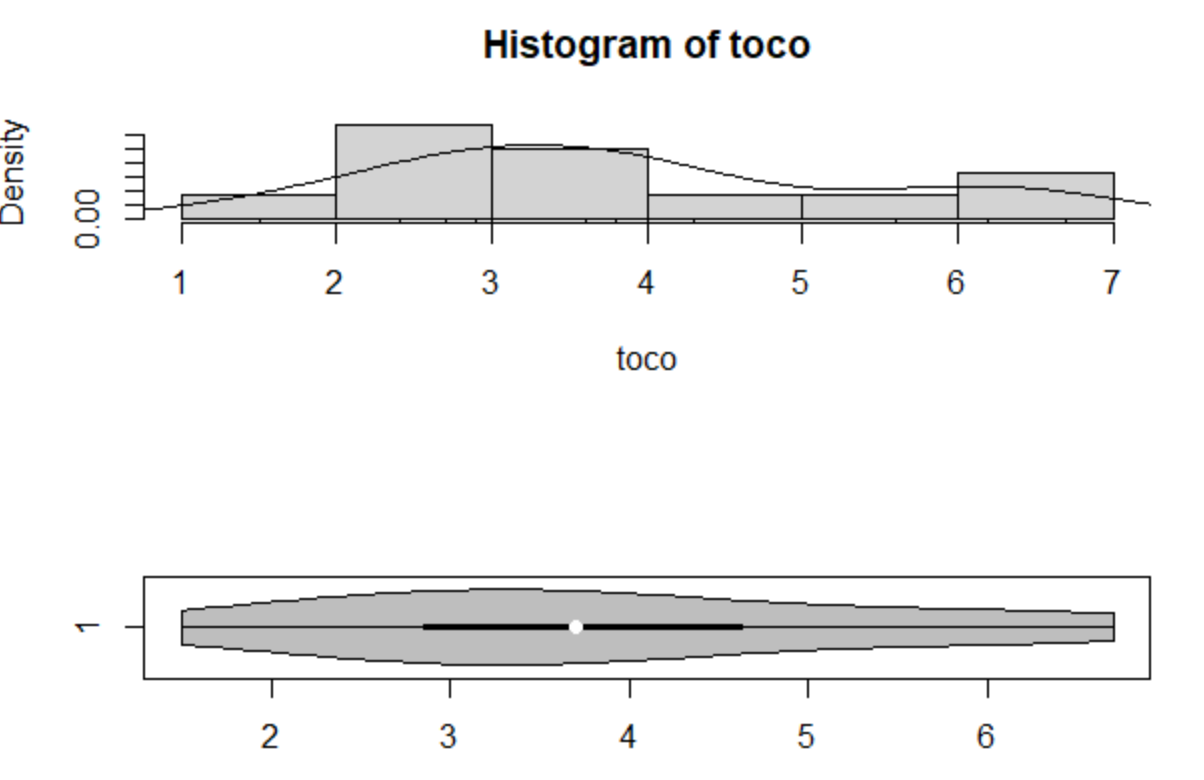 Histogram of toco
Density
0.00
1 2 3 4 5 6 7
toco
1
2 3 4 5 6